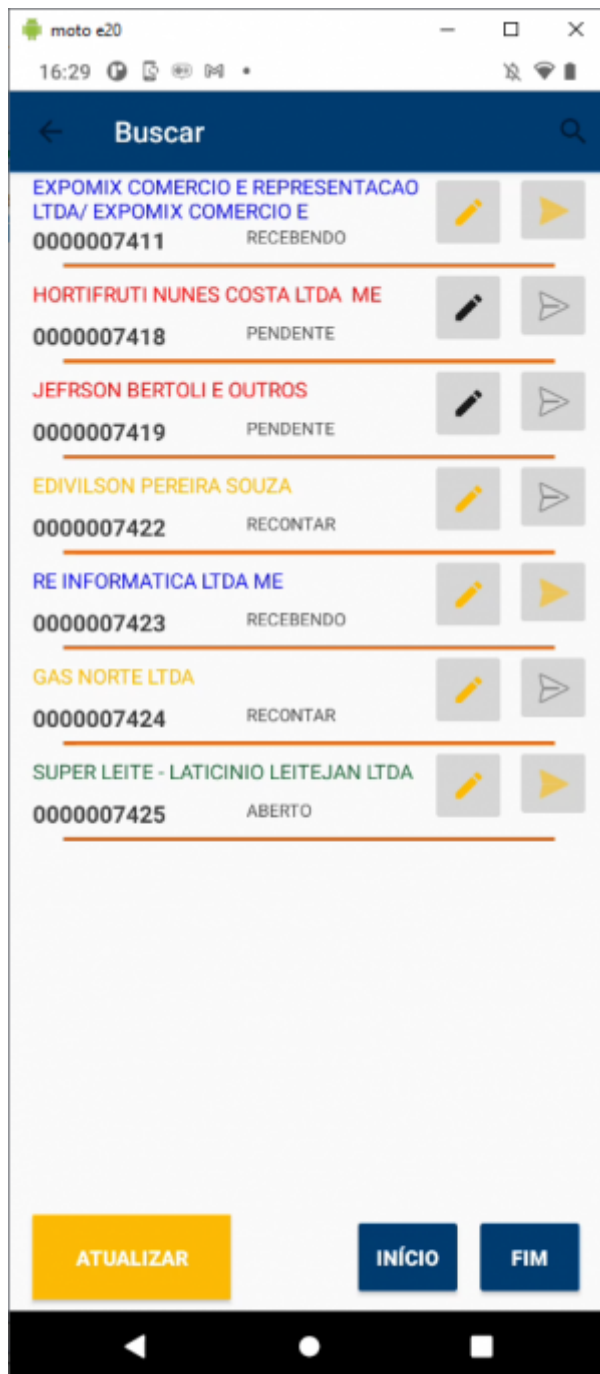 moto e20
16:29
Buscar
EXPOMIX COMERCIO E REPRESENTACAO
LTDA/ EXPOMIX COMERCIO E
0000007411 RECEBENDO
HORTIFRUTI NUNES COSTA LTDA  ME
0000007418 PENDENTE
JEFRSON BERTOLI E OUTROS
0000007419 PENDENTE
EDIVILSON PEREIRA SOUZA
0000007422 RECONTAR
RE INFORMATICA LTDA ME
0000007423 RECEBENDO
GAS NORTE LTDA
0000007424 RECONTAR
SUPER LEITE - LATICINIO LEITEJAN LTDA
0000007425 ABERTO
ATUALIZAR INÍCIO FIM